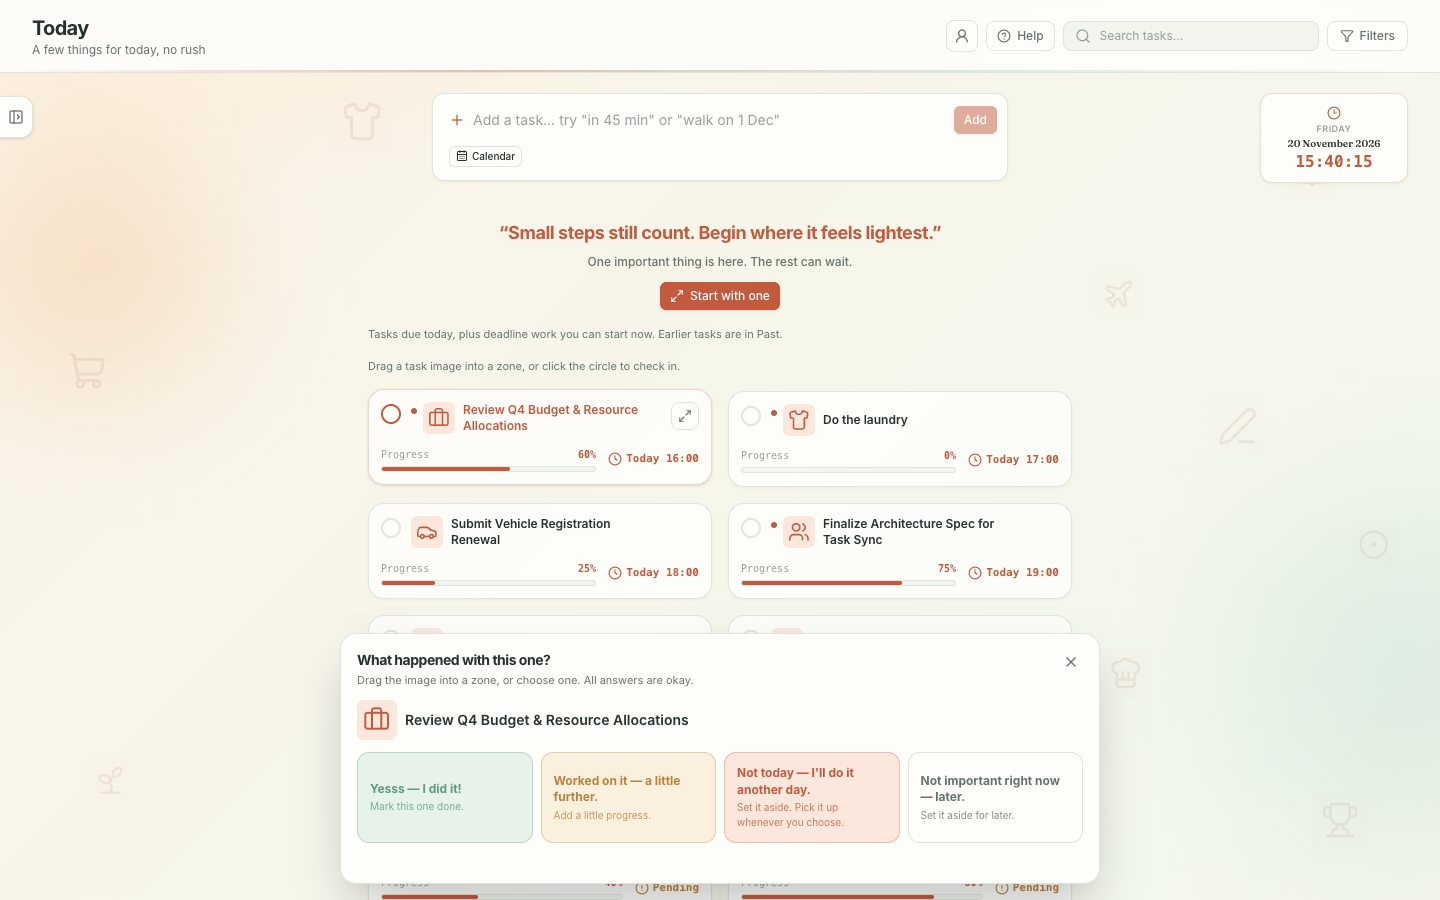 Today
A few things for today, no rush
Help
Search tasks...
Filters
Add a task... try "in 45 min" or "walk on 1 Dec"
Add
Calendar
FRIDAY
20 November 2026
15:40:15
“Small steps still count. Begin where it feels lightest.”
One important thing is here. The rest can wait.
Start with one
Tasks due today, plus deadline work you can start now. Earlier tasks are in Past.
Drag a task image into a zone, or click the circle to check in.
Review Q4 Budget & Resource
Allocations
Progress
60%
Today 16:00
Do the laundry
Progress
0%
Today 17:00
Submit Vehicle Registration
Renewal
Progress
25%
Today 18:00
Finalize Architecture Spec for
Task Sync
Progress
75%
Today 19:00
What happened with this one?
Drag the image into a zone, or choose one. All answers are okay.
Review Q4 Budget & Resource Allocations
Yesss — I did it!
Mark this one done.
Worked on it — a little
further.
Add a little progress.
Not today — I'll do it
another day.
Set it aside. Pick it up
whenever you choose.
Not important right now
— later.
Set it aside for later.
Progress
Pending
Progress
Pending